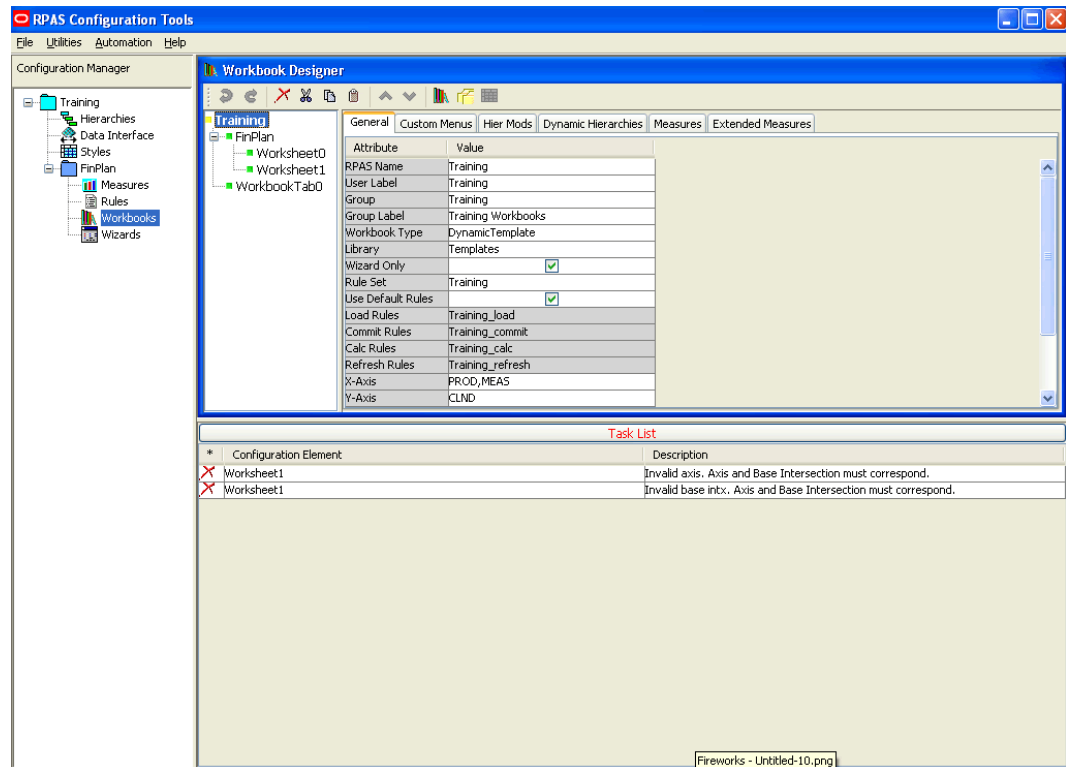 RPAS Configuration Tools
File Utilities Automation Help
Configuration Manager
Training
Hierarchies
Data Interface
Styles
FinPlan
Measures
Rules
Workbooks
Wizards
Workbook Designer
Training
FinPlan
Worksheet0
Worksheet1
WorkbookTab0
General Custom Menus Hier Mods Dynamic Hierarchies Measures Extended Measures
Attribute Value
RPAS Name Training
User Label Training
Group Training
Group Label Training Workbooks
Workbook Type DynamicTemplate
Library Templates
Wizard Only
Rule Set Training
Use Default Rules
Load Rules Training_load
Commit Rules Training_commit
Calc Rules Training_calc
Refresh Rules Training_refresh
X-Axis PROD,MEAS
Y-Axis CLND
Task List
* Configuration Element Description
Worksheet1 Invalid axis. Axis and Base Intersection must correspond.
Worksheet1 Invalid base intx. Axis and Base Intersection must correspond.
Fireworks - Untitled-10.png